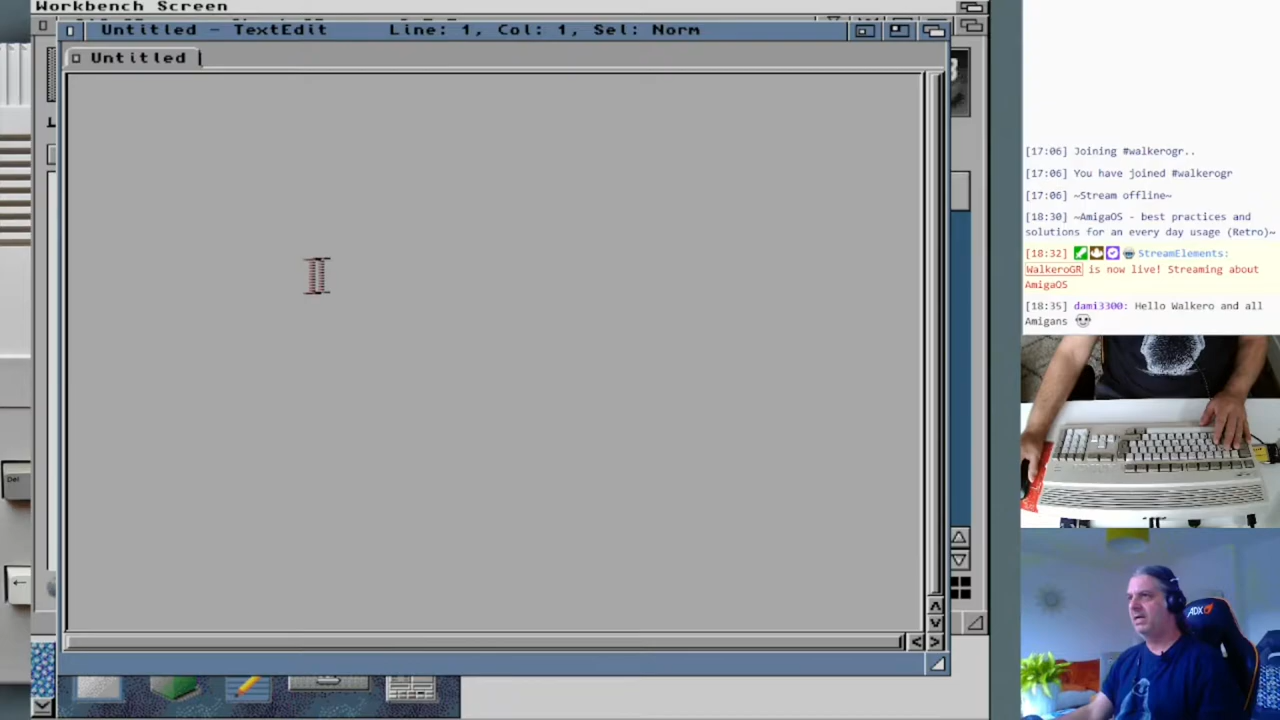 Workbench Screen
Untitled - TextEdit Line: 1, Col: 1, Sel: Norm
Untitled
Del
[17:06] Joining #walkerogr..
[17:06] You have joined #walkerogr
[17:06] ~Stream offline~
[18:30] ~AmigaOS - best practices and
solutions for an every day usage (Retro)~
[18:32] StreamElements:
WalkeroGR is now live! Streaming about
AmigaOS
[18:35] dami3300: Hello Walkero and all
Amigans
ADX